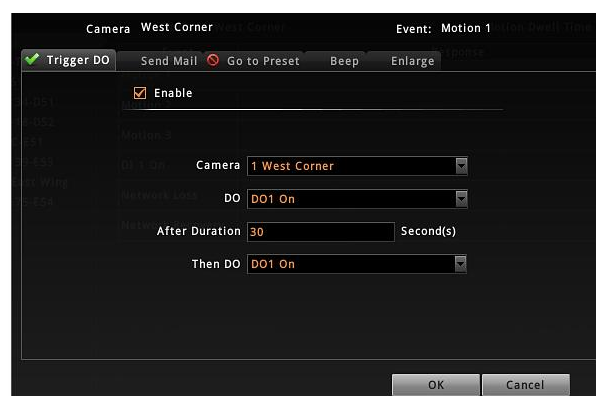 Camera West Corner Event: Motion 1
Trigger DO Send Mail Go to Preset Beep Enlarge
Enable
Camera 1 West Corner
DO DO1 On
After Duration 30 Second(s)
Then DO DO1 On
OK Cancel